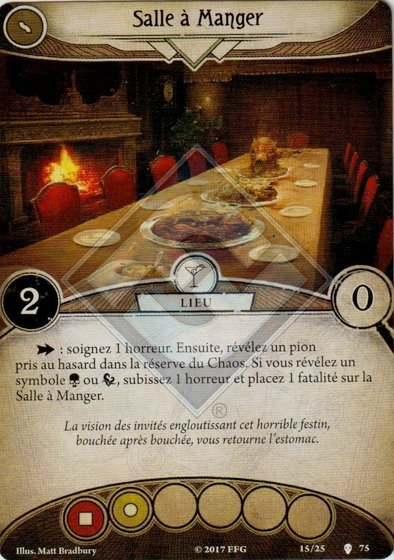 Salle à Manger
2
LIEU
0
: soignez 1 horreur. Ensuite, révélez un pion
pris au hasard dans la réserve du Chaos. Si vous révélez un
symbole ou , subissez 1 horreur et placez 1 fatalité sur la
Salle à Manger.
®
La vision des invités engloutissant cet horrible festin,
bouchée après bouchée, vous retourne l'estomac.
Illus. Matt Bradbury © 2017 FFG 15/25 75